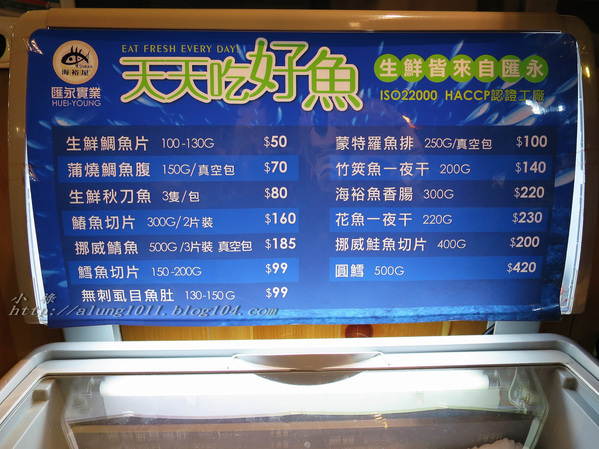 EAT FRESH EVERY DAY
天天吃好魚
海裕屋
匯永實業
HUEI-YOUNG
生鮮皆來自匯永
ISO22000 HACCP認證工廠
生鮮鯛魚片 100-130G $50
蒲燒鯛魚腹 150G/真空包 $70
生鮮秋刀魚 3隻/包 $80
鰆魚切片 300G/2片裝 $160
挪威鯖魚 500G/3片裝 真空包 $185
鱈魚切片 150-200G $99
無刺虱目魚肚 130-150G $99
蒙特羅魚排 250G/真空包 $100
竹筴魚一夜干 200G $140
海裕魚香腸 300G $220
花魚一夜干 220G $230
挪威鮭魚切片 400G $200
圓鱈 500G $420
http://alung1011.blog104.com/